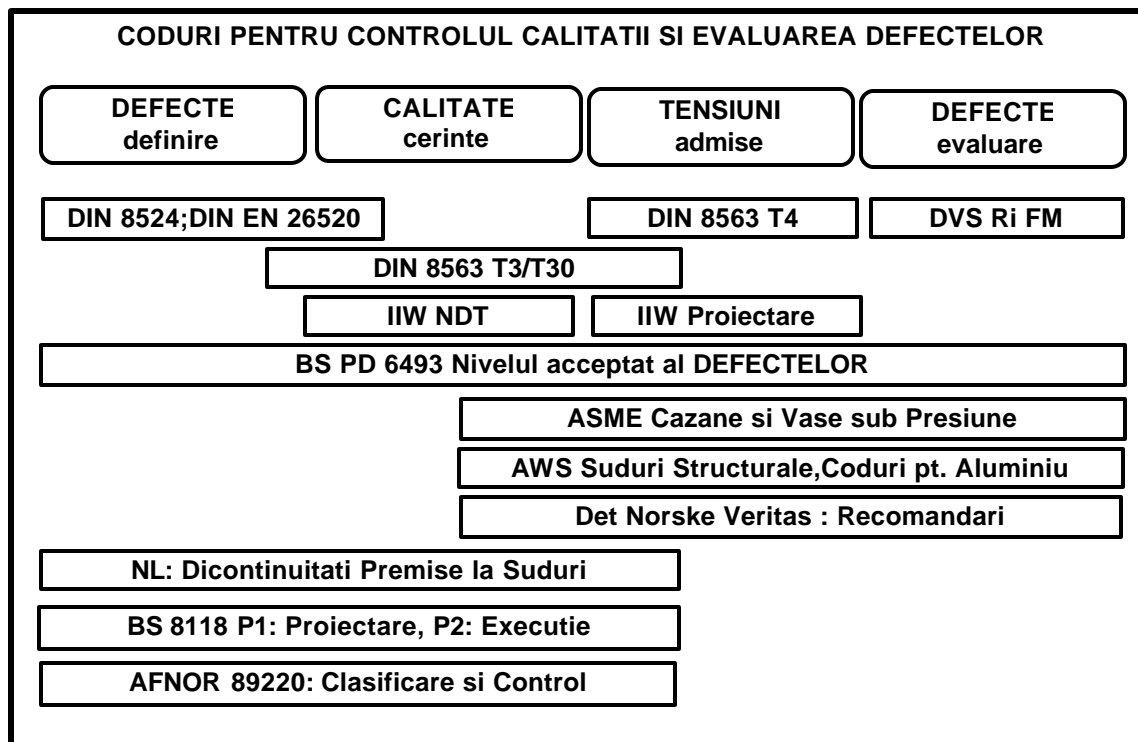 CODURI PENTRU CONTROLUL CALITATII SI EVALUAREA DEFECTELOR
DEFECTE
definire
CALITATE
cerinte
TENSIUNI
admise
DEFECTE
evaluare
DIN 8524;DIN EN 26520
DIN 8563 T4
DVS Ri FM
DIN 8563 T3/T30
IIW NDT
IIW Proiectare
BS PD 6493 Nivelul acceptat al DEFECTELOR
ASME Cazane si Vase sub Presiune
AWS Suduri Structurale,Coduri pt. Aluminiu
Det Norske Veritas : Recomandari
NL: Dicontinuitati Premise la Suduri
BS 8118 P1: Proiectare, P2: Executie
AFNOR 89220: Clasificare si Control